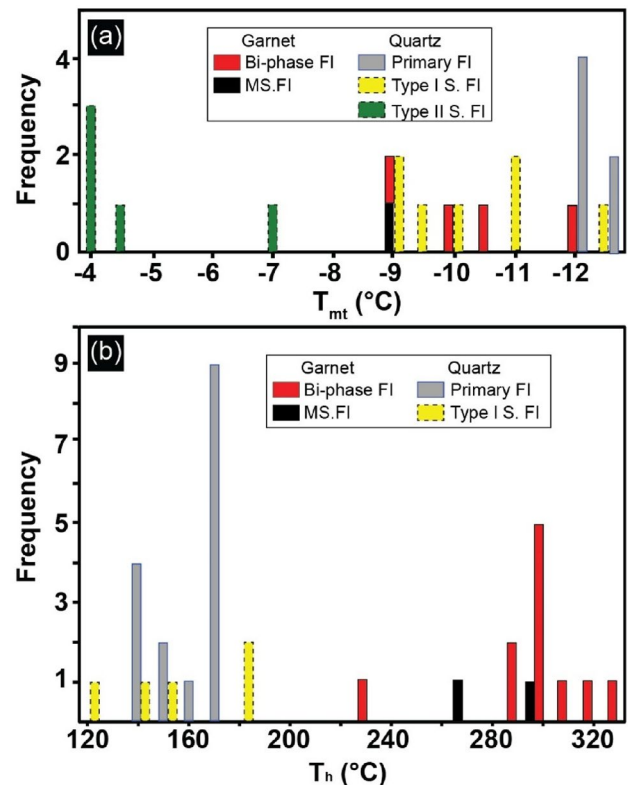 (a)
Garnet Quartz
Bi-phase FI Primary FI
MS.FI Type I S. FI
Type II S. FI
Frequency
4
2
0
-4 -5 -6 -7 -8 -9 -10 -11 -12
Tmt (°C)
(b)
Garnet Quartz
Bi-phase FI Primary FI
MS.FI Type I S. FI
Frequency
9
7
5
3
1
120 160 200 240 280 320
Th (°C)